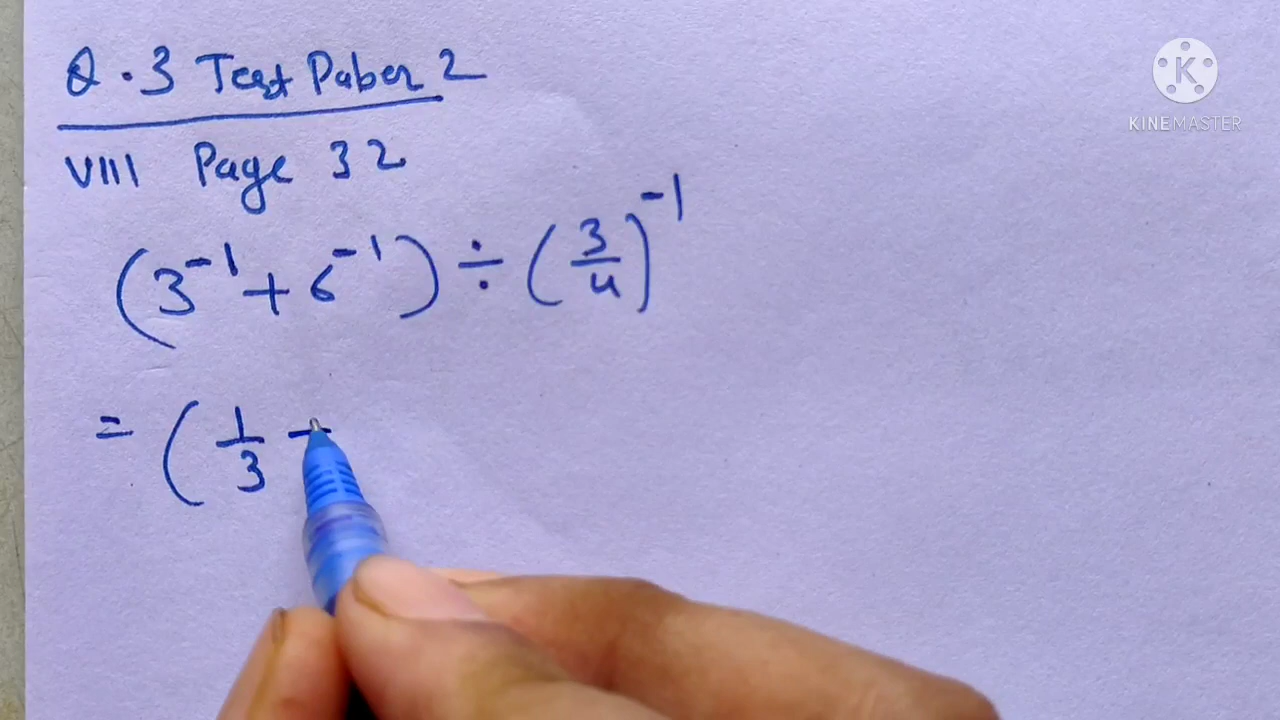 Q.3 Test Paber 2
VIII Page 32
(3⁻¹ + 6⁻¹) ÷ (3/4)⁻¹
= (1/3 +
K
KINEMASTER